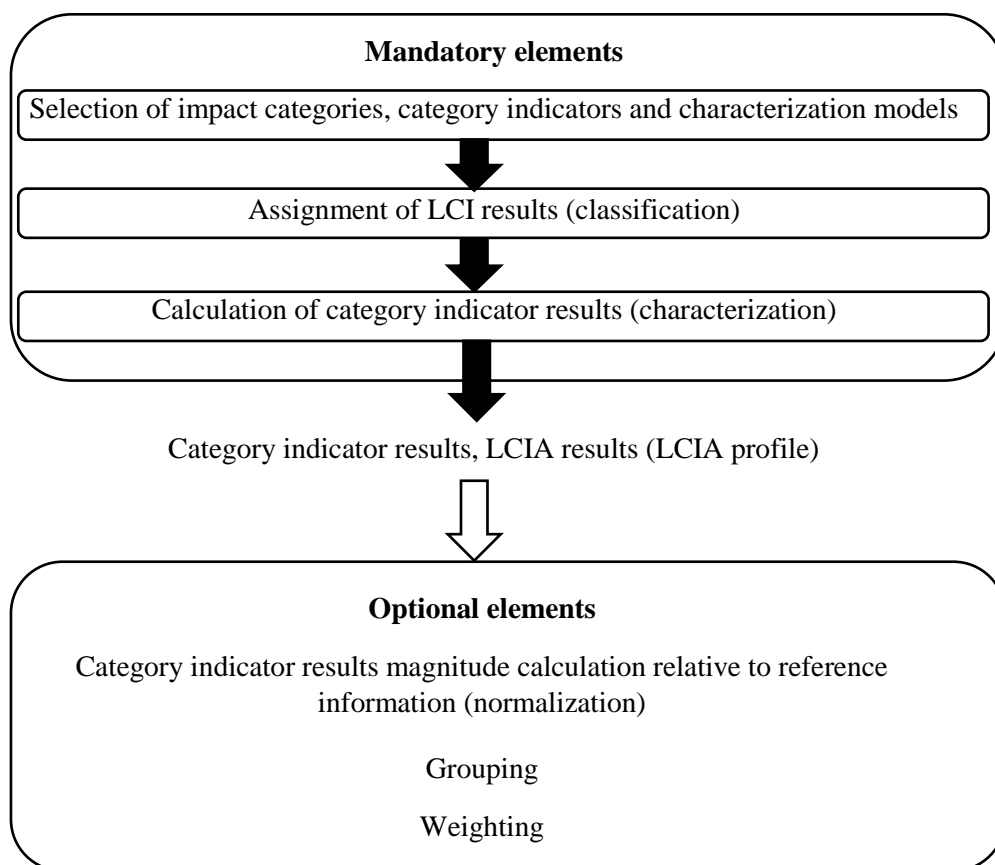 Mandatory elements
Selection of impact categories, category indicators and characterization models
Assignment of LCI results (classification)
Calculation of category indicator results (characterization)
Category indicator results, LCIA results (LCIA profile)
Optional elements
Category indicator results magnitude calculation relative to reference
information (normalization)
Grouping
Weighting